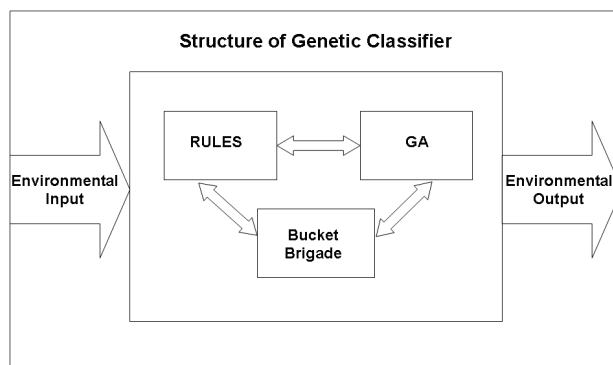 Structure of Genetic Classifier
RULES
GA
Environmental
Input
Environmental
Output
Bucket
Brigade